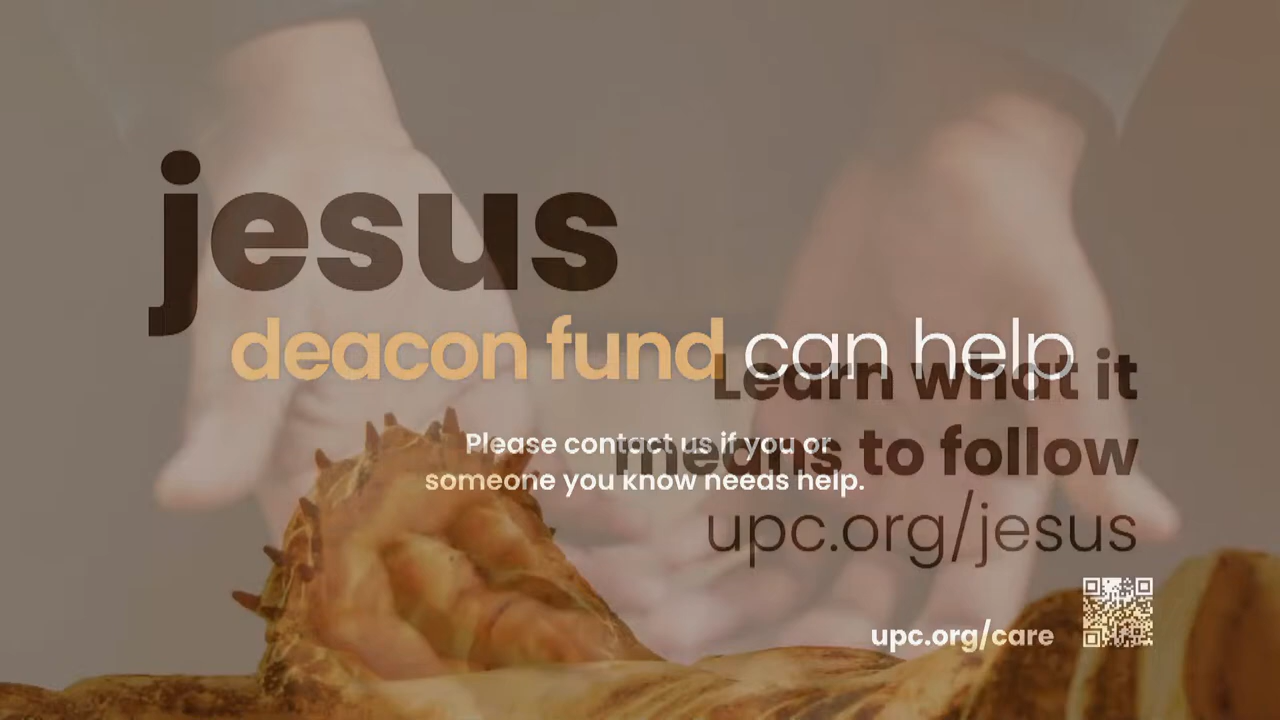 jesus
deacon fund can help
Learn what it
means to follow
Please contact us if you or
someone you know needs help.
upc.org/jesus
upc.org/care